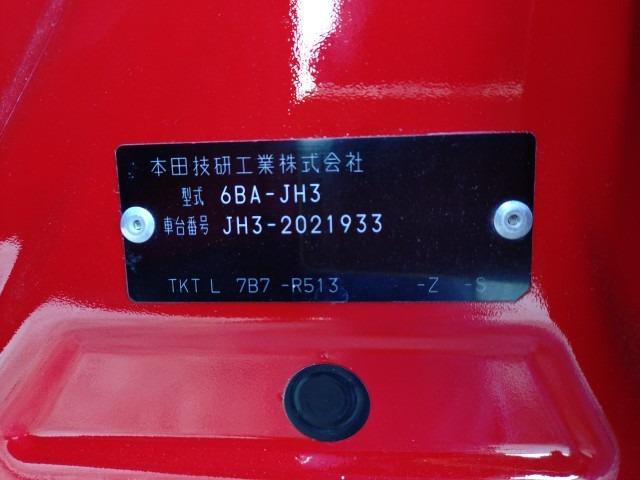 本田技研工業株式会社
型式 6BA-JH3
車台番号 JH3-2021933
TKT L 7B7 -R513 -Z -S